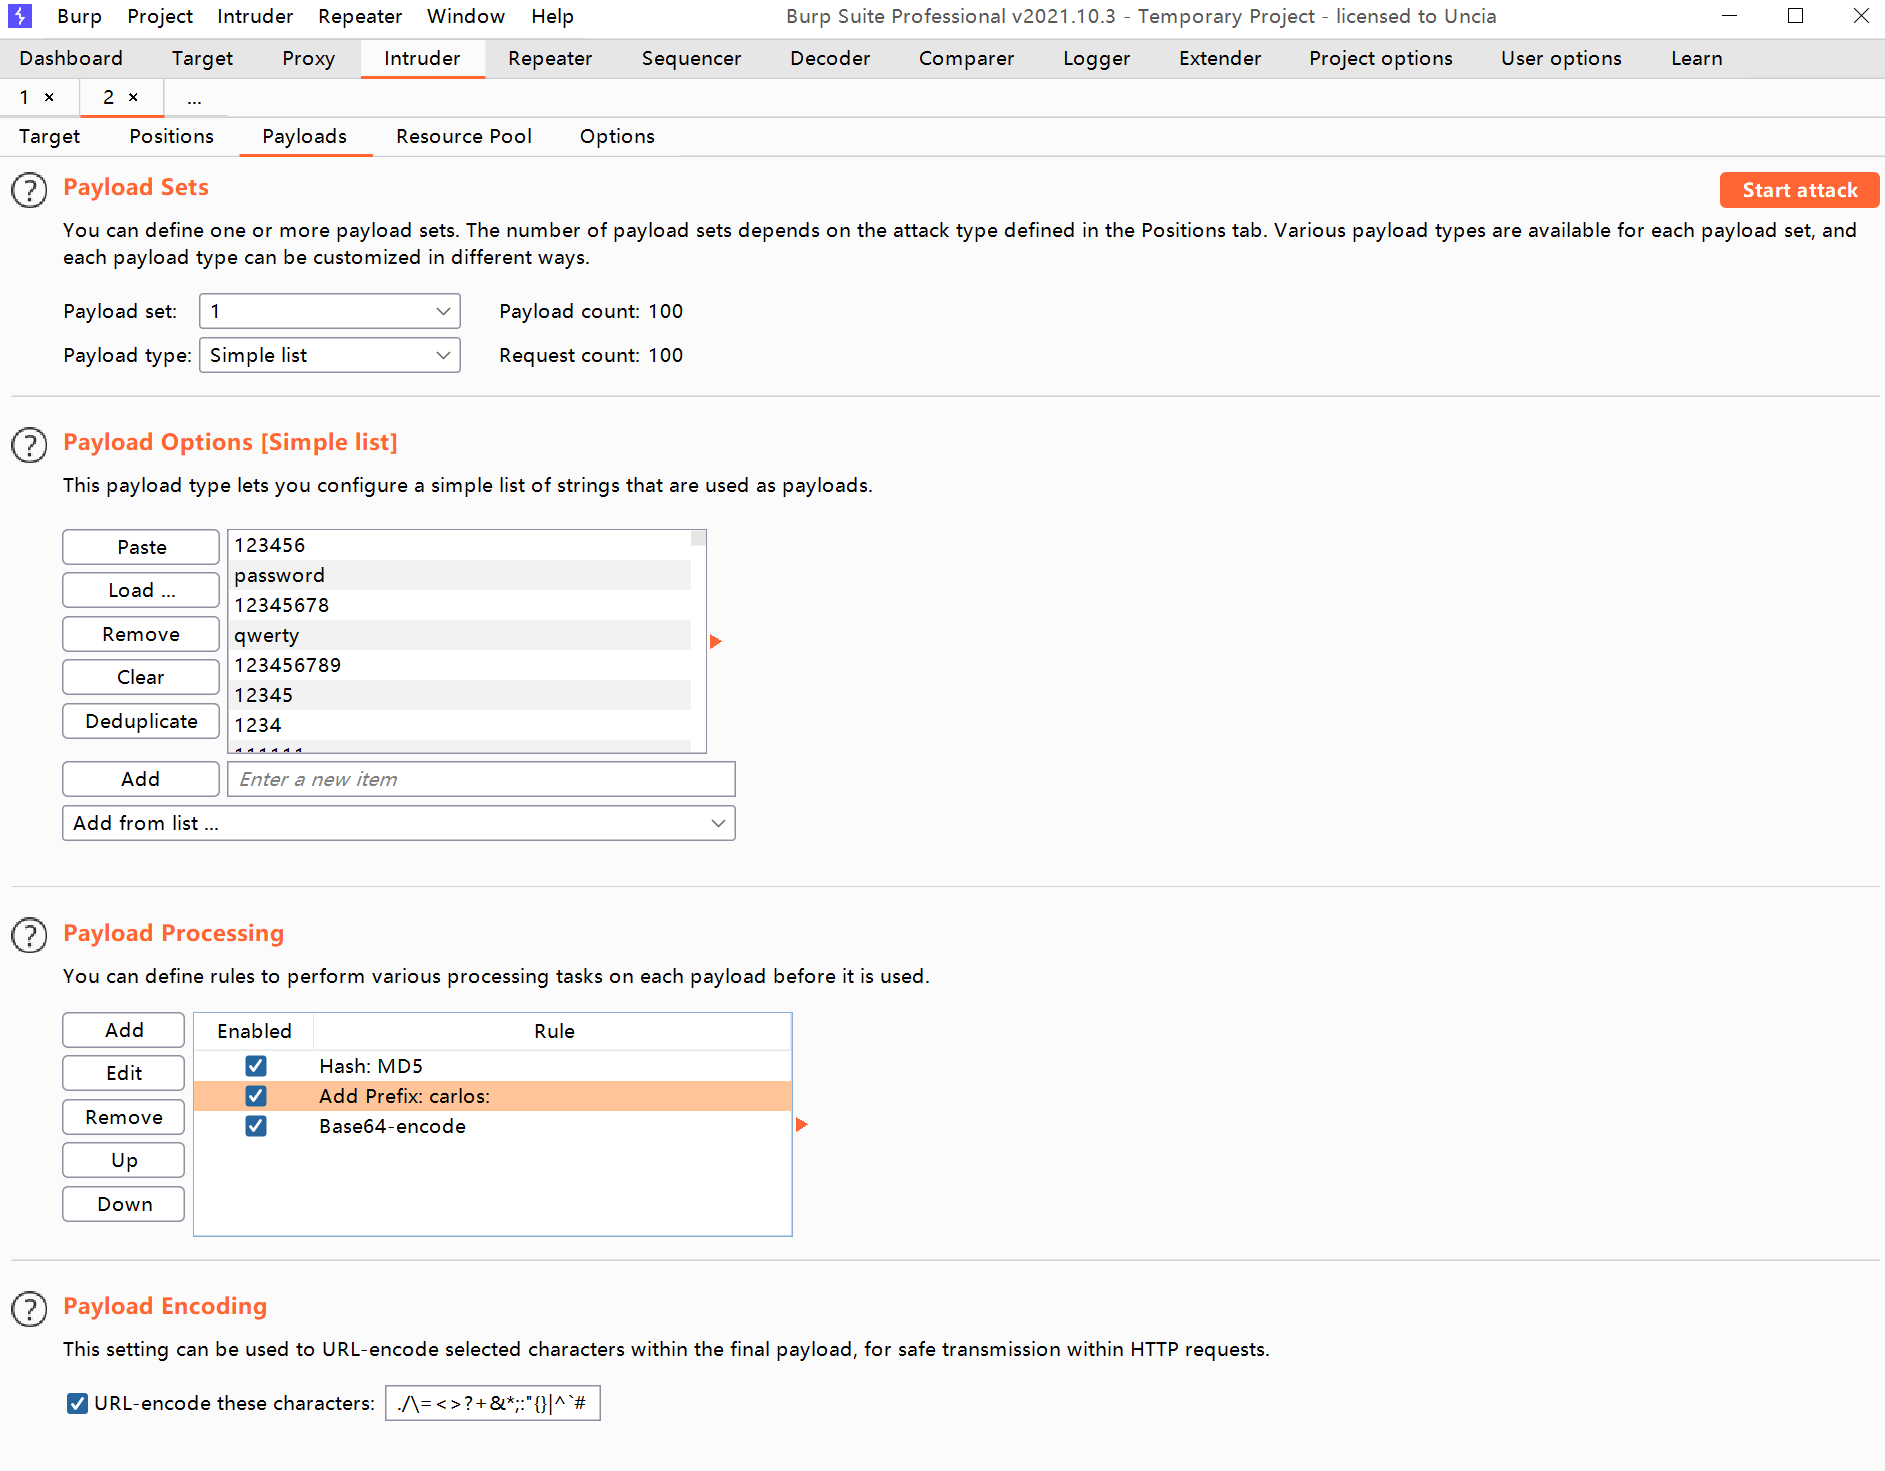 Burp Project Intruder Repeater Window Help Burp Suite Professional v2021.10.3 - Temporary Project - licensed to Uncia
Dashboard Target Proxy Intruder Repeater Sequencer Decoder Comparer Logger Extender Project options User options Learn
1 × 2 × ...
Target Positions Payloads Resource Pool Options
Payload Sets
Start attack
You can define one or more payload sets. The number of payload sets depends on the attack type defined in the Positions tab. Various payload types are available for each payload set, and
each payload type can be customized in different ways.
Payload set: 1 Payload count: 100
Payload type: Simple list Request count: 100
Payload Options [Simple list]
This payload type lets you configure a simple list of strings that are used as payloads.
Paste
Load ...
Remove
Clear
Deduplicate
123456
password
12345678
qwerty
123456789
12345
1234
111111
Add Enter a new item
Add from list ...
Payload Processing
You can define rules to perform various processing tasks on each payload before it is used.
Add
Edit
Remove
Up
Down
Enabled Rule
Hash: MD5
Add Prefix: carlos:
Base64-encode
Payload Encoding
This setting can be used to URL-encode selected characters within the final payload, for safe transmission within HTTP requests.
URL-encode these characters: ./\=<>?+&*;:"{}|^`#